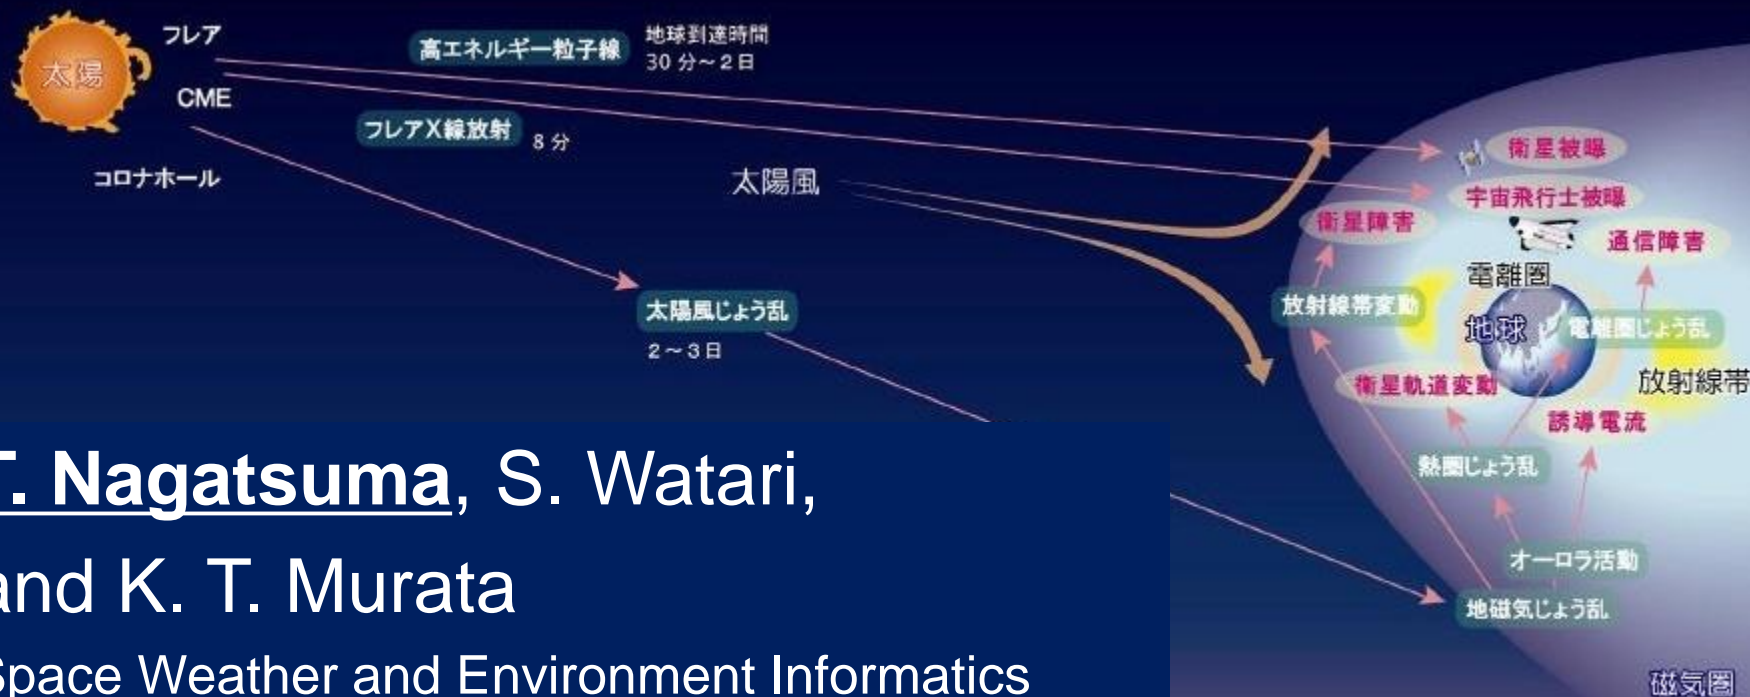 フレア
太陽
CME
コロナホール
高エネルギー粒子線
地球到達時間
30 分～2 日
フレアX線放射
8 分
太陽風
太陽風じょう乱
2～3日
衛星被曝
宇宙飛行士被曝
衛星障害
通信障害
電離圏
放射線帯変動
地球
電離圏じょう乱
放射線帯
衛星軌道変動
誘導電流
熱圏じょう乱
オーロラ活動
地磁気じょう乱
磁気圏
T. Nagatsuma, S. Watari,
and K. T. Murata
Space Weather and Environment Informatics